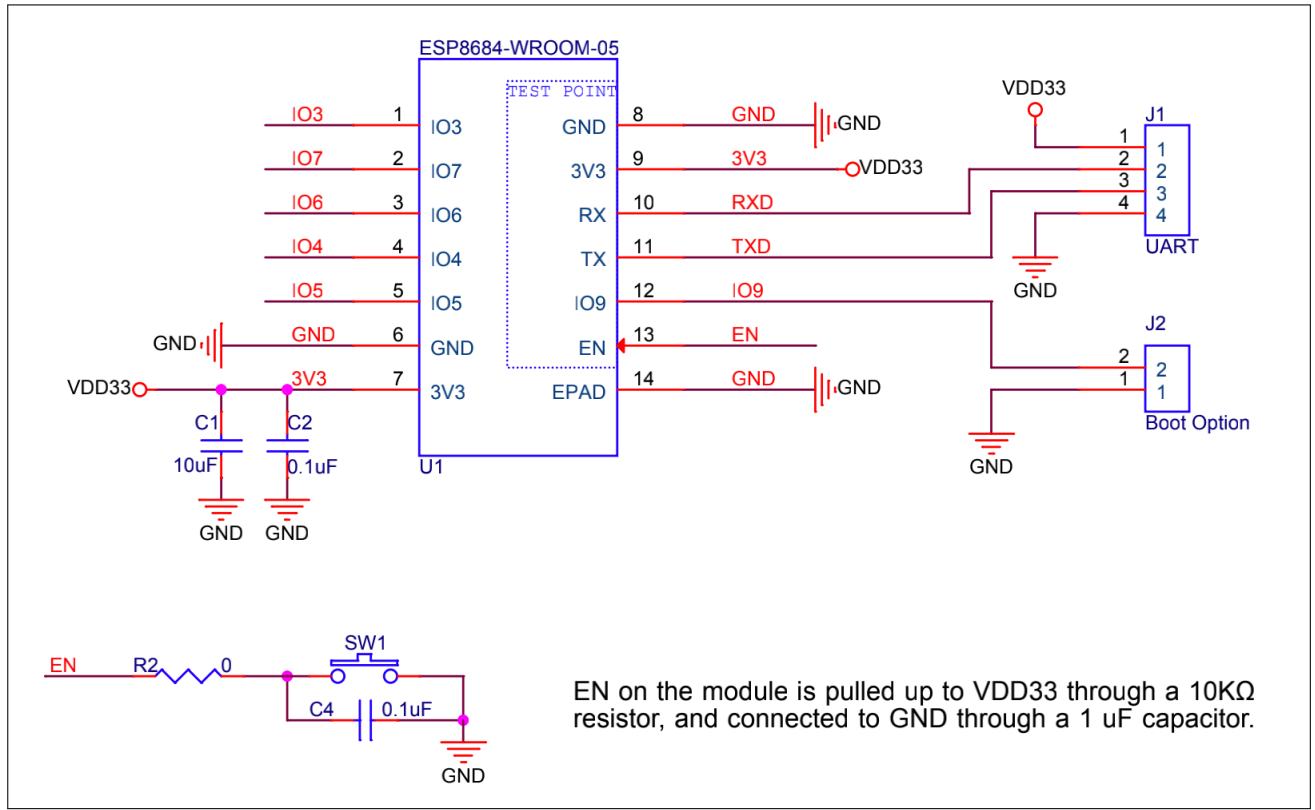 ESP8684-WROOM-05
TEST POINT
IO3 1 IO3
IO7 2 IO7
IO6 3 IO6
IO4 4 IO4
IO5 5 IO5
GND GND 6 GND
VDD33 3V3 7 3V3
GND 8 GND GND
3V3 9 3V3 VDD33
RX 10 RXD
TX 11 TXD
IO9 12 IO9
EN 13 EN
EPAD 14 GND GND
U1
C1
10uF
GND
C2
0.1uF
GND
VDD33
J1
1 1
2 2
3 3
4 4
UART
GND
J2
2 2
1 1
Boot Option
GND
EN R2 0
SW1
C4 0.1uF
GND
EN on the module is pulled up to VDD33 through a 10KΩ
resistor, and connected to GND through a 1 uF capacitor.